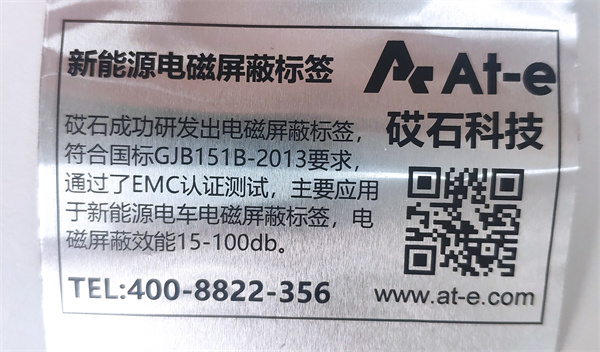 新能源电磁屏蔽标签
At-e
砹石科技
砹石成功研发出电磁屏蔽标签，
符合国标GJB151B-2013要求，
通过了EMC认证测试，主要应用
于新能源电车电磁屏蔽标签，电
磁屏蔽效能15-100db。
TEL:400-8822-356
www.at-e.com